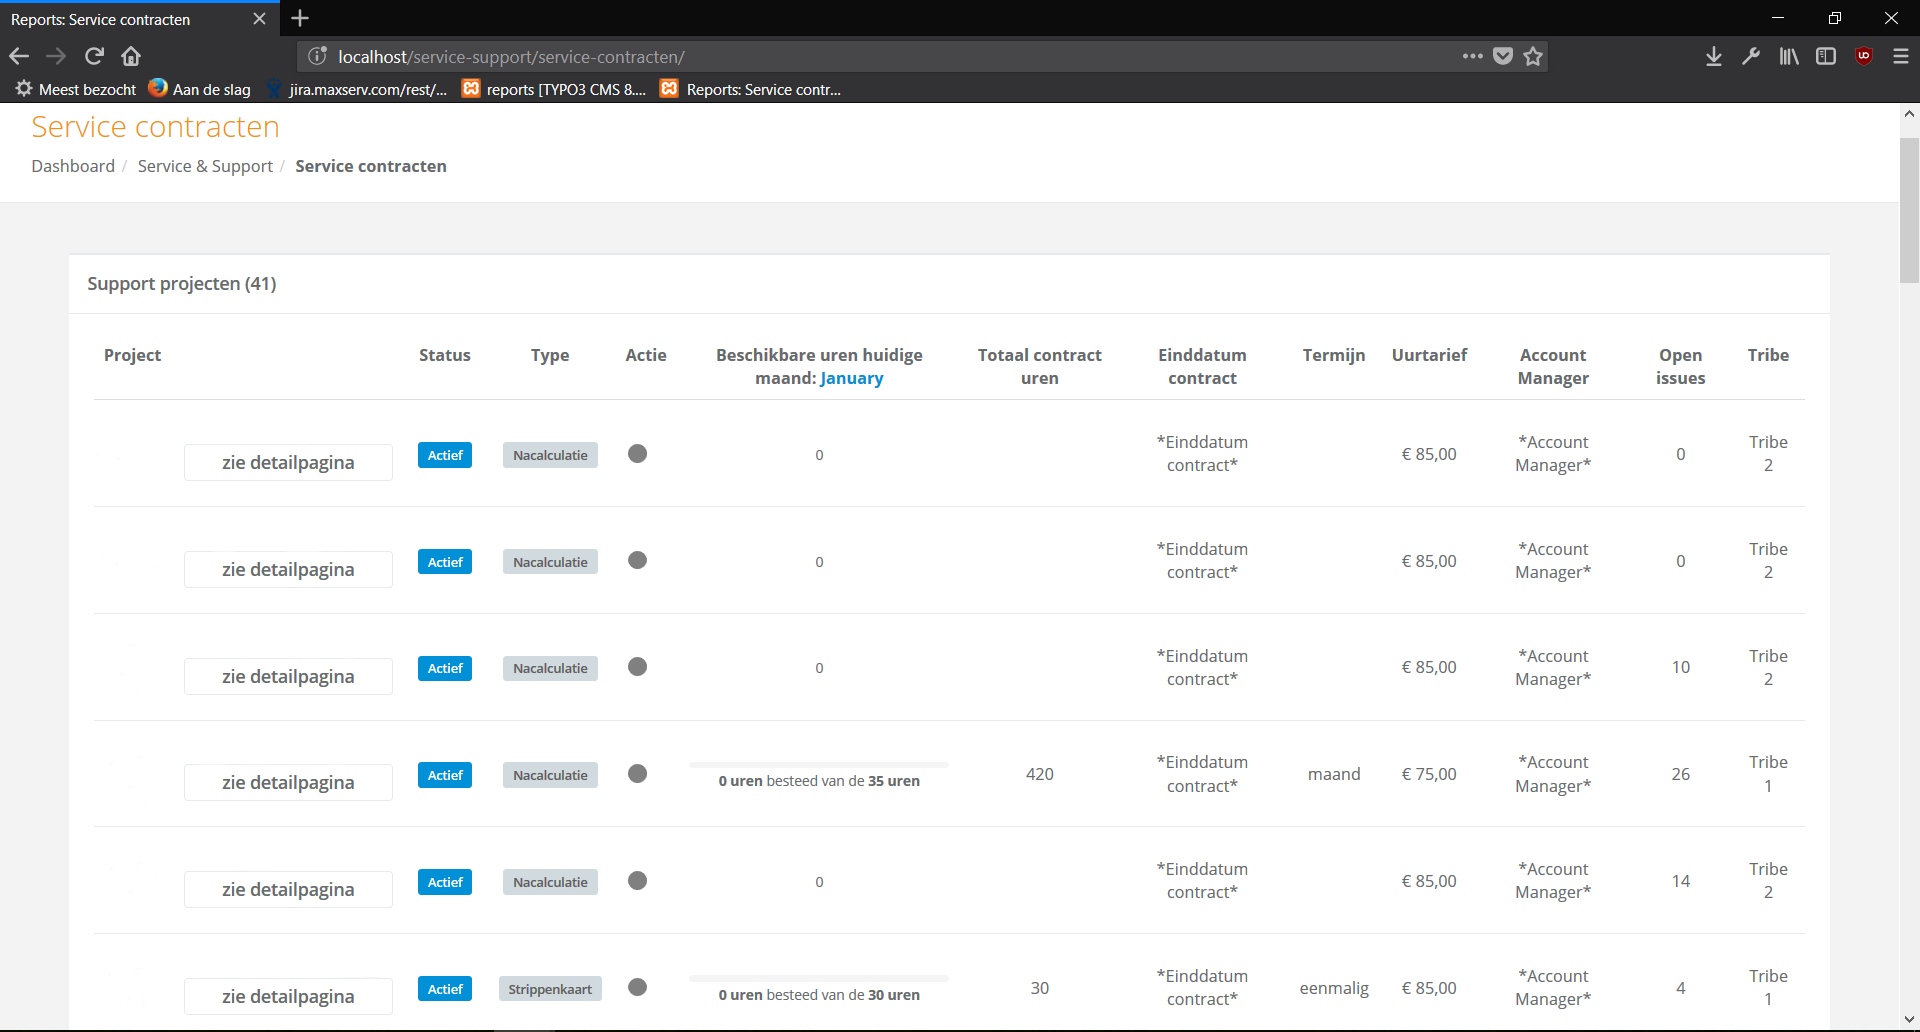 Reports: Service contracten
localhost/service-support/service-contracten/
Meest bezocht Aan de slag jira.maxserv.com/rest/... reports [TYPO3 CMS 8.... Reports: Service contr...
Service contracten
Dashboard / Service & Support / Service contracten
Support projecten (41)
Project Status Type Actie Beschikbare uren huidige Totaal contract Einddatum Termijn Uurtarief Account Open Tribe
maand: January uren contract Manager issues
*Einddatum *Account Tribe
zie detailpagina Actief Nacalculatie 0 € 85,00 0
contract* Manager* 2
*Einddatum *Account Tribe
zie detailpagina Actief Nacalculatie 0 € 85,00 0
contract* Manager* 2
*Einddatum *Account Tribe
zie detailpagina Actief Nacalculatie 0 € 85,00 10
contract* Manager* 2
*Einddatum *Account Tribe
zie detailpagina Actief Nacalculatie 0 uren besteed van de 35 uren 420 maand € 75,00 26
contract* Manager* 1
*Einddatum *Account Tribe
zie detailpagina Actief Nacalculatie 0 € 85,00 14
contract* Manager* 2
*Einddatum *Account Tribe
zie detailpagina Actief Strippenkaart 0 uren besteed van de 30 uren 30 eenmalig € 85,00 4
contract* Manager* 1